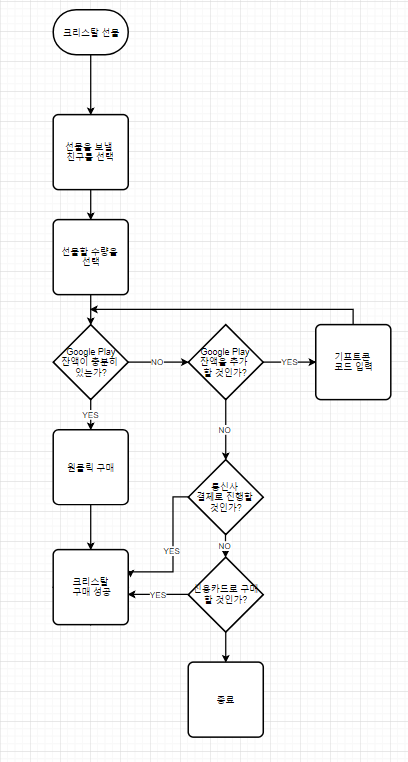 크리스탈 선물
선물을 보낼
친구를 선택
선물할 수량을
선택
Google Play
잔액이 충분히
있는가?
NO
Google Play
잔액을 추가
할 것인가?
YES
기프트콘
코드 입력
YES
NO
원클릭 구매
통신사
결제로 진행할
것인가?
YES
NO
크리스탈
구매 성공
YES
신용카드로 구매
할 것인가?
종료